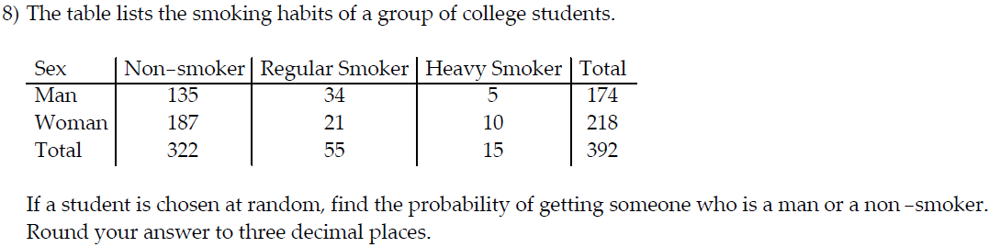 8) The table lists the smoking habits of a group of college students.
Sex Non-smoker Regular Smoker Heavy Smoker Total
Man 135 34 5 174
Woman 187 21 10 218
Total 322 55 15 392
If a student is chosen at random, find the probability of getting someone who is a man or a non-smoker.
Round your answer to three decimal places.